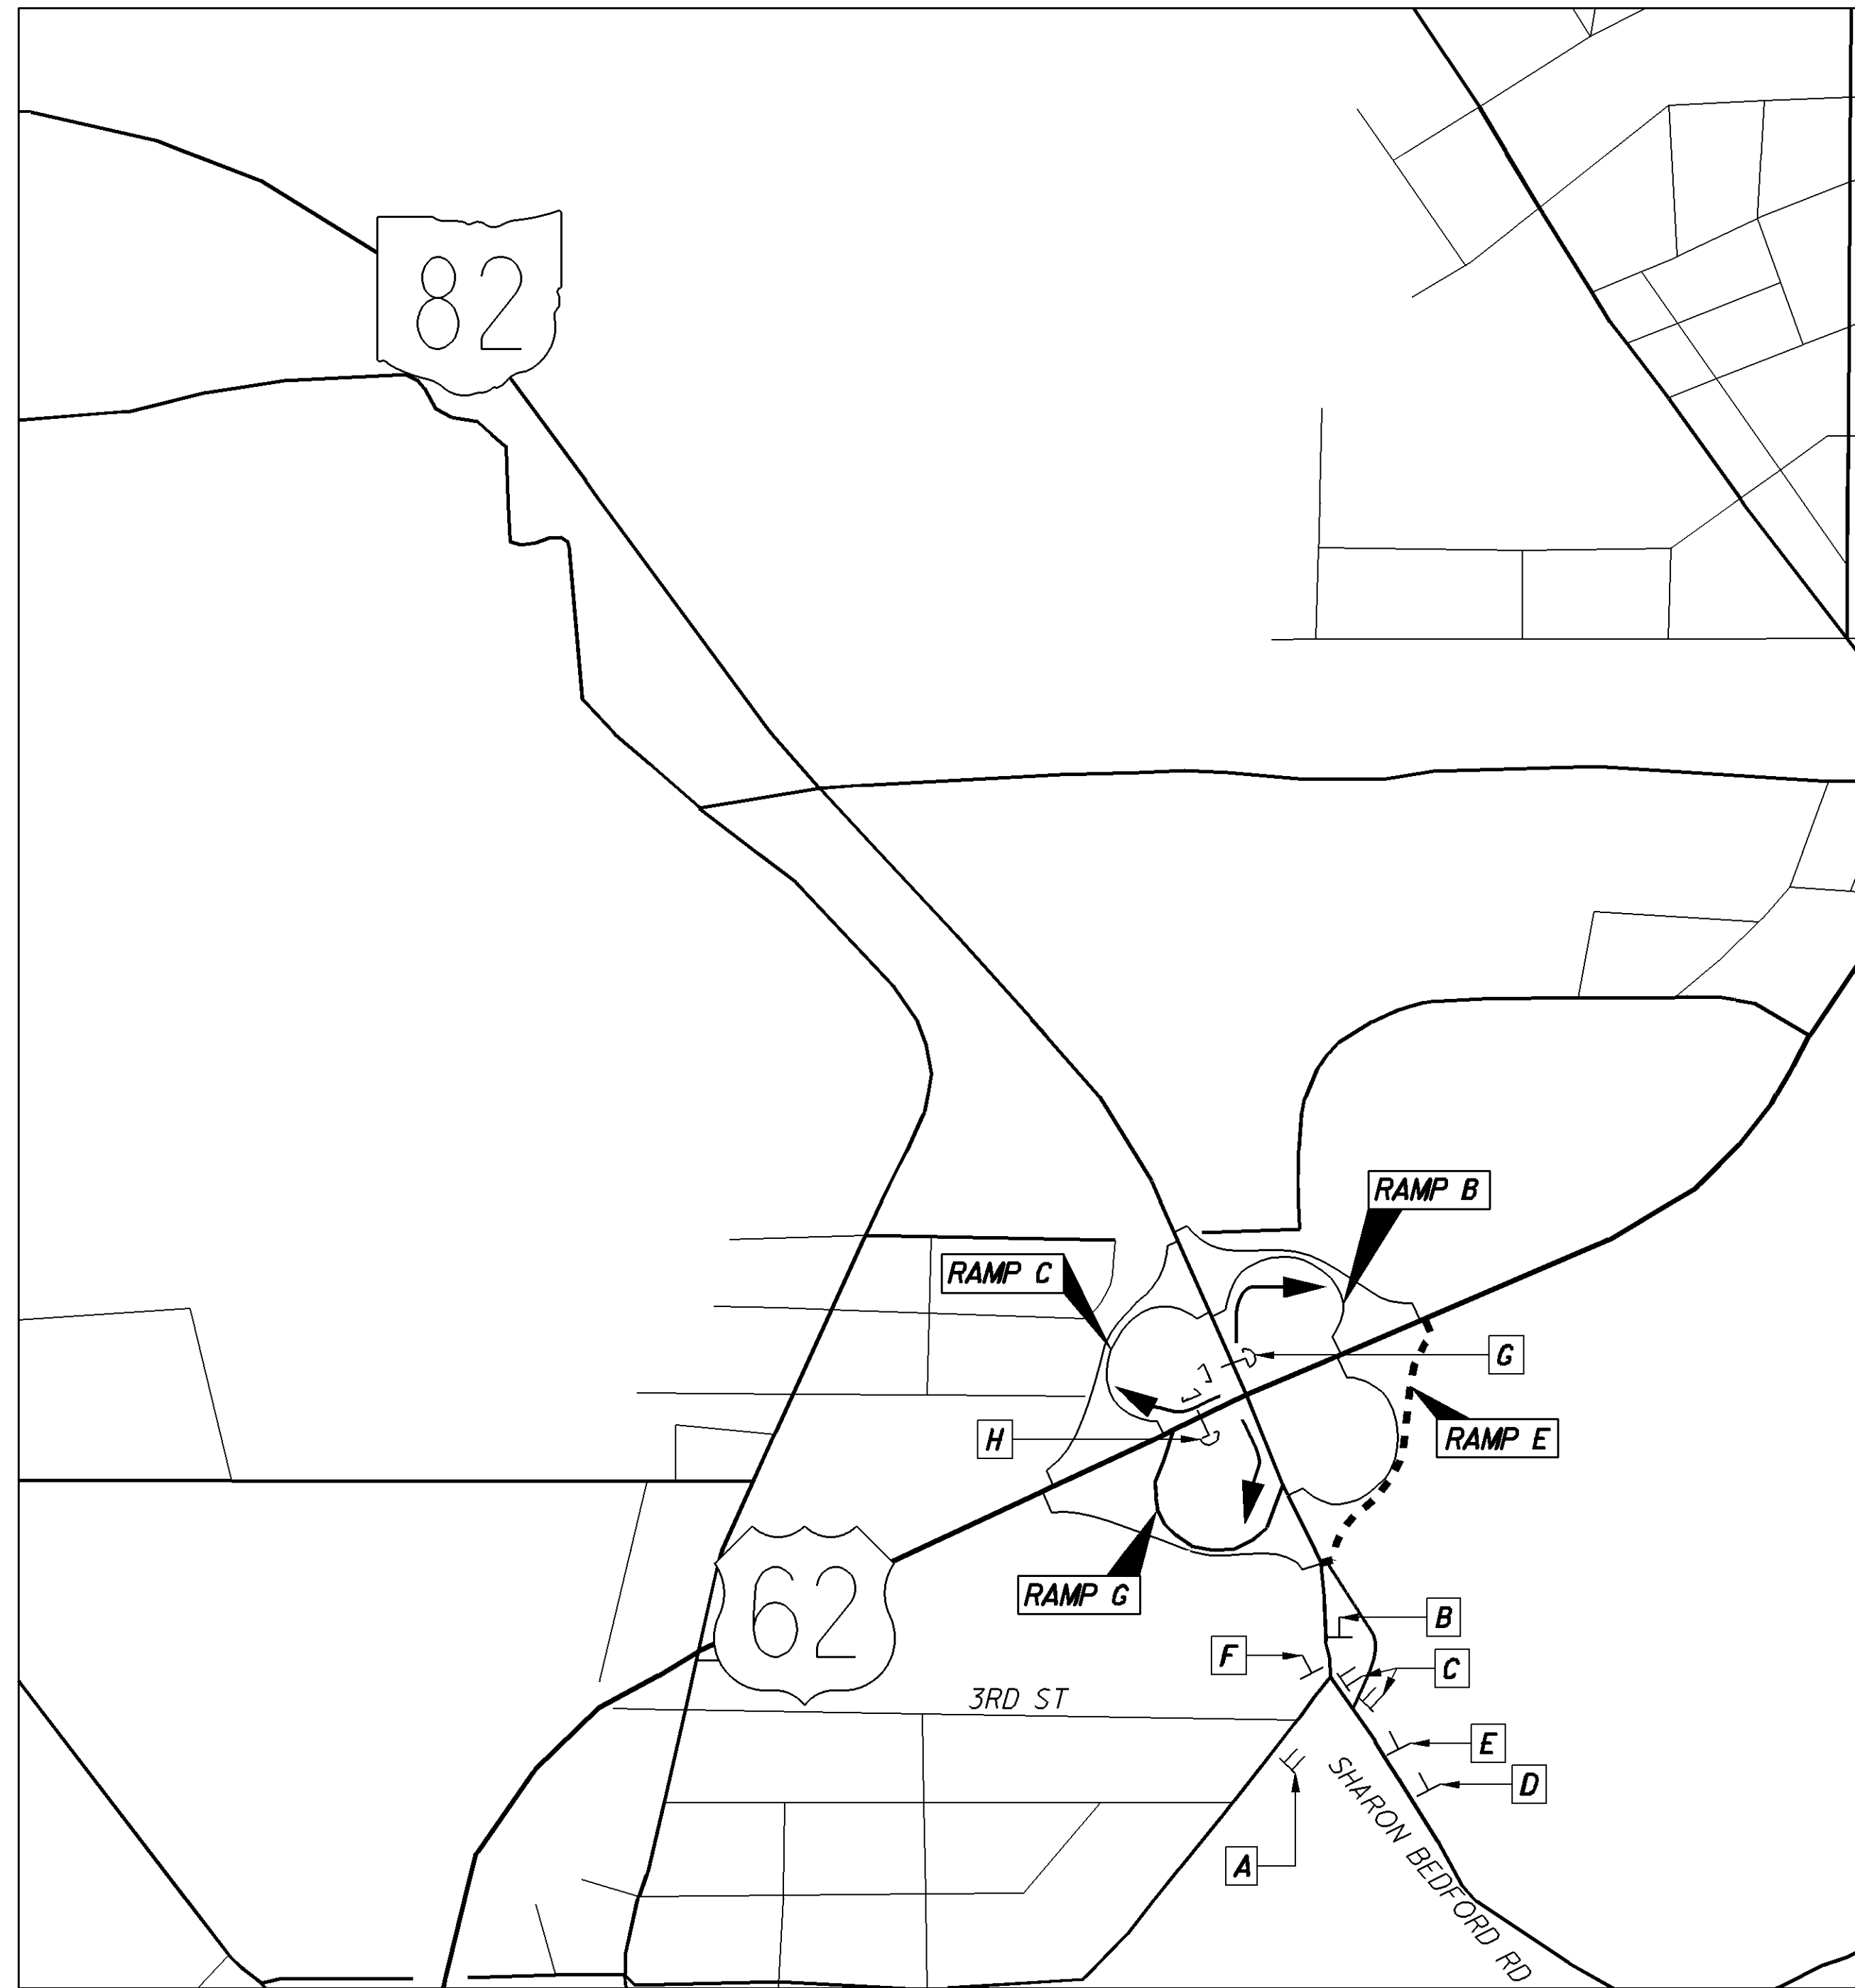 82
RAMP B
RAMP C
G
H
RAMP E
62
RAMP G
B
F
C
3RD ST
E
D
SHARON BEDFORD RD
A